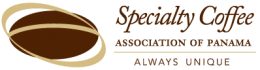 Specialty Coffee
ASSOCIATION OF PANAMA
ALWAYS UNIQUE